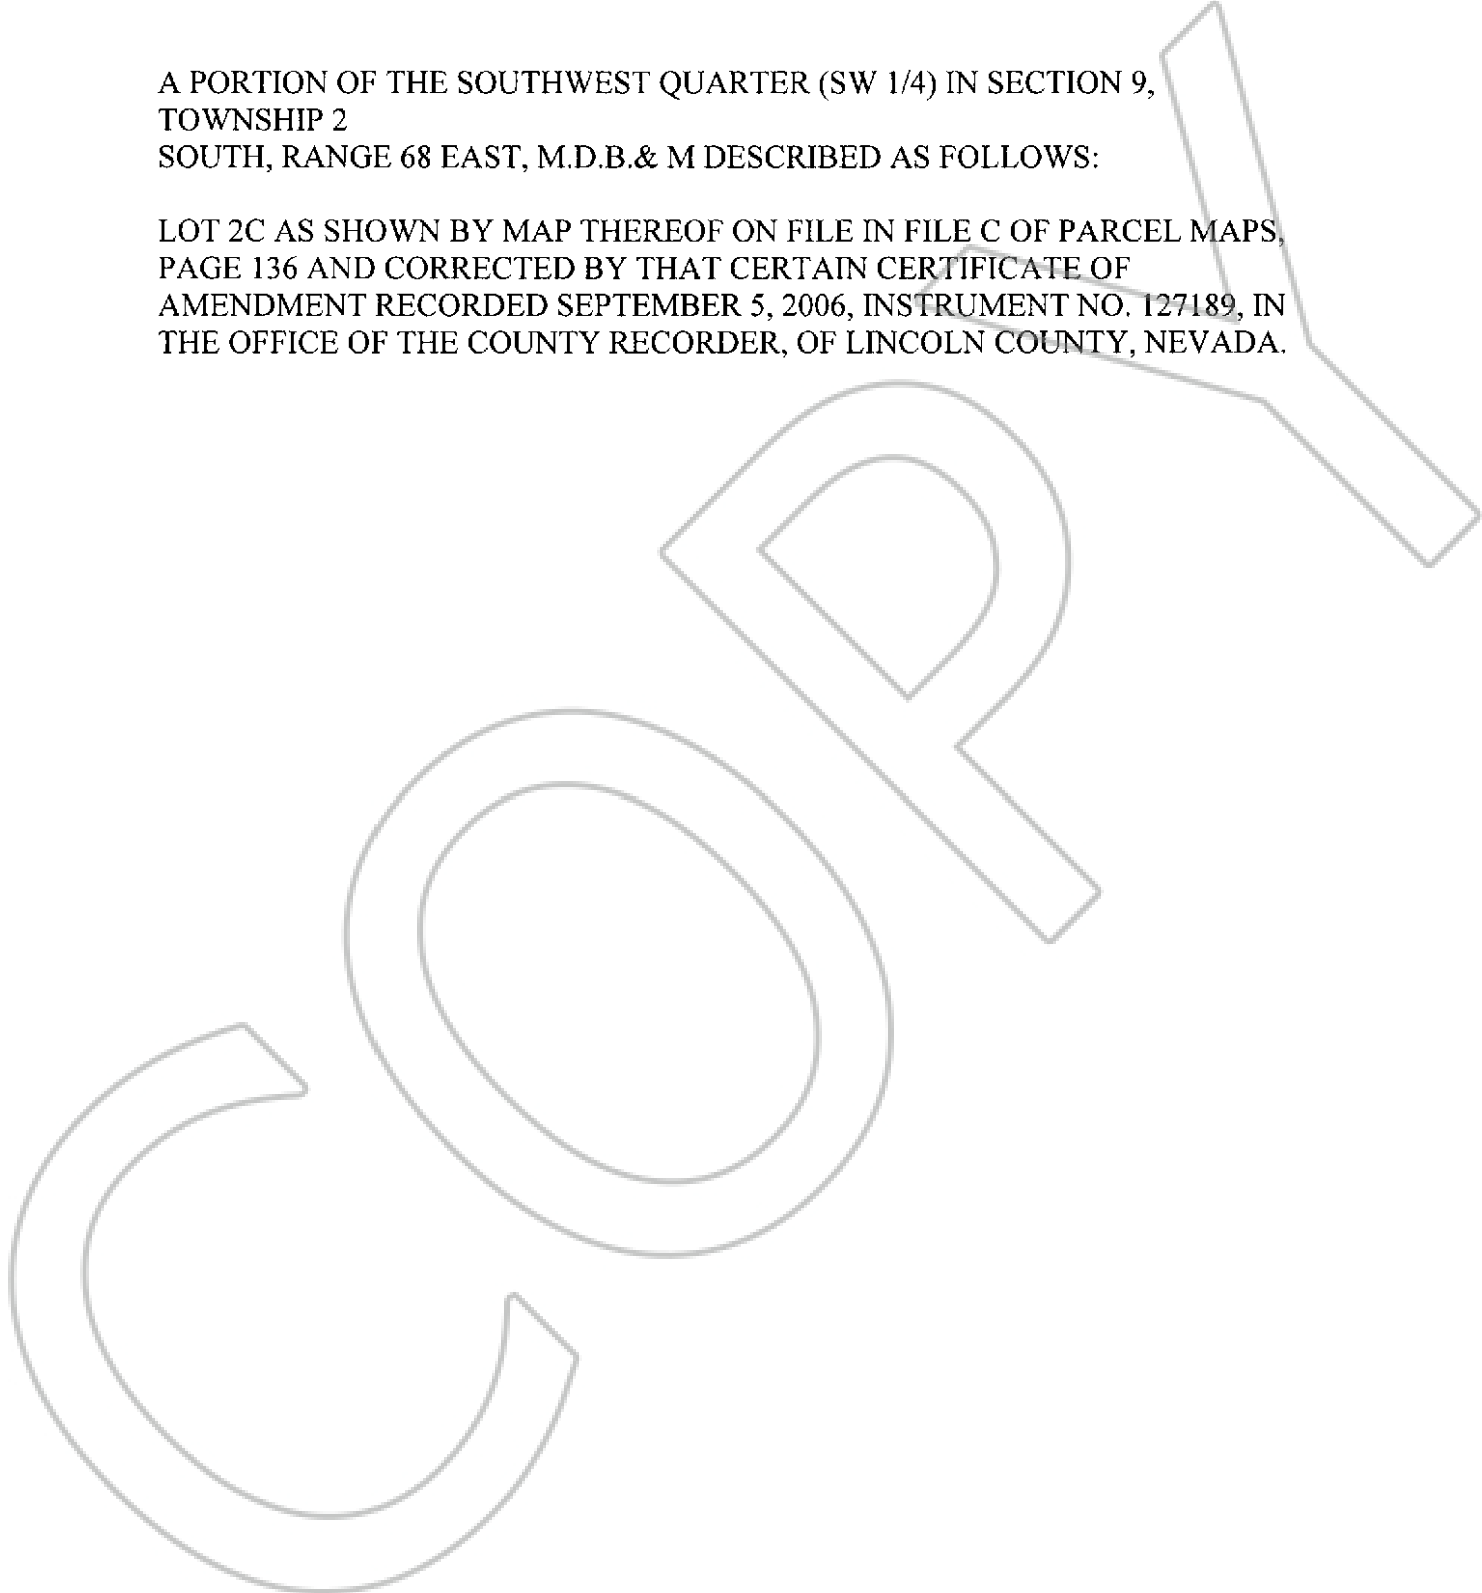 A PORTION OF THE SOUTHWEST QUARTER (SW 1/4) IN SECTION 9,
TOWNSHIP 2
SOUTH, RANGE 68 EAST, M.D.B.& M DESCRIBED AS FOLLOWS:
LOT 2C AS SHOWN BY MAP THEREOF ON FILE IN FILE C OF PARCEL MAPS,
PAGE 136 AND CORRECTED BY THAT CERTAIN CERTIFICATE OF
AMENDMENT RECORDED SEPTEMBER 5, 2006, INSTRUMENT NO. 127189, IN
THE OFFICE OF THE COUNTY RECORDER, OF LINCOLN COUNTY, NEVADA.
COPY